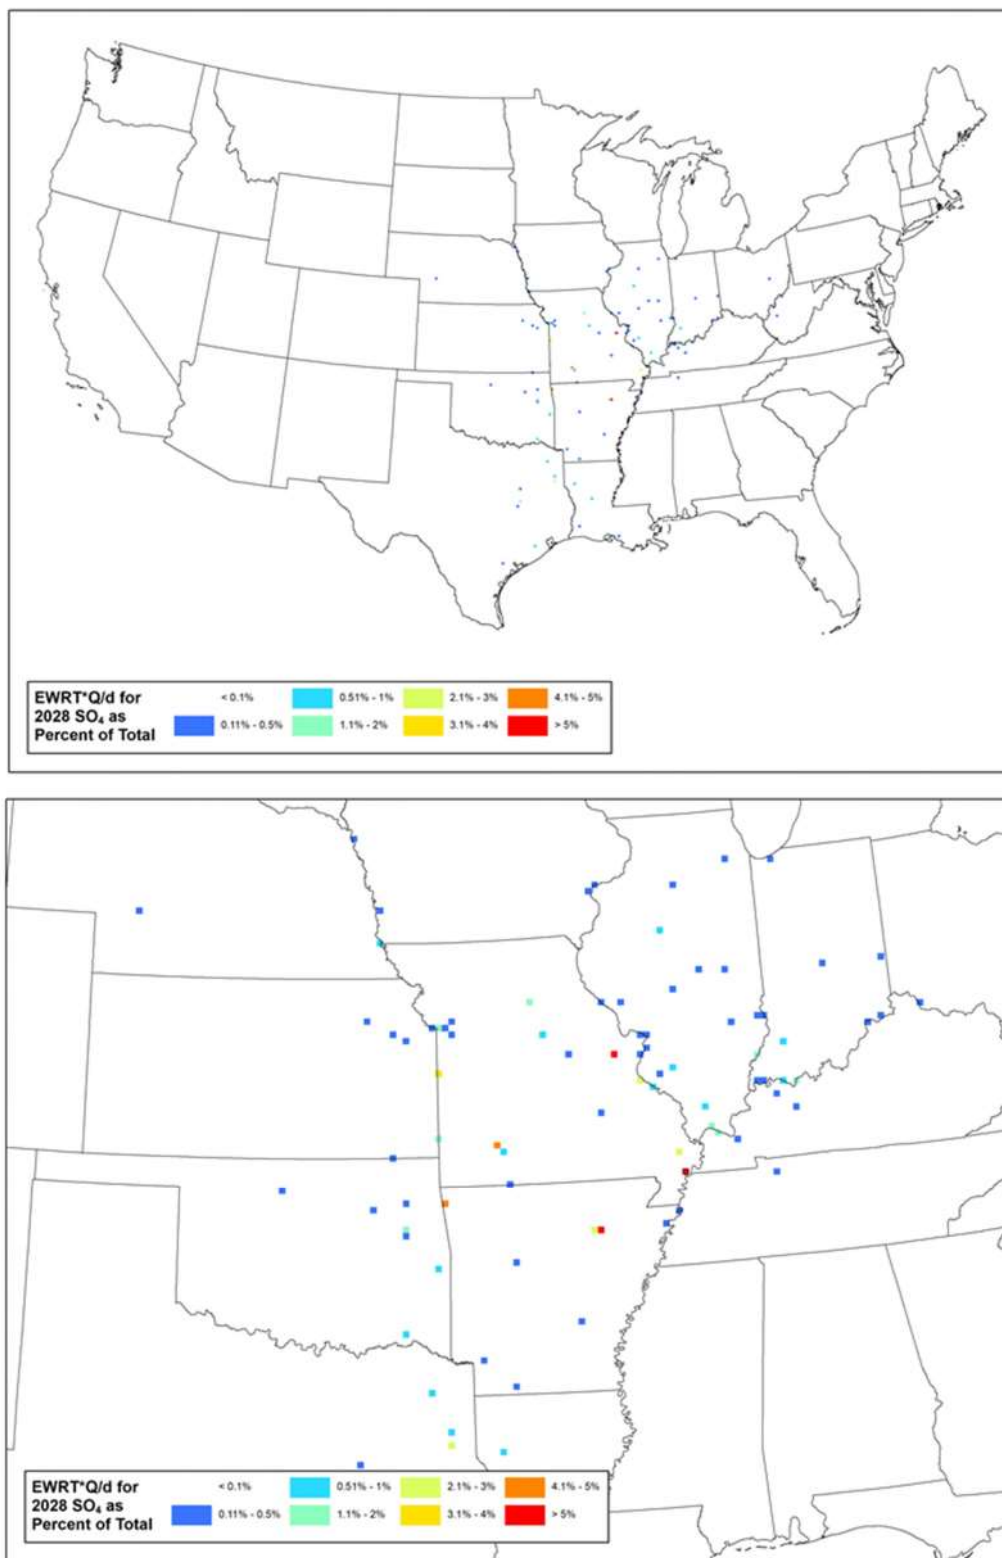 EWRT*Q/d for
2028 SO₄ as
Percent of Total
< 0.1%
0.51% - 1%
2.1% - 3%
4.1% - 5%
0.11% - 0.5%
1.1% - 2%
3.1% - 4%
> 5%
EWRT*Q/d for
2028 SO₄ as
Percent of Total
< 0.1%
0.51% - 1%
2.1% - 3%
4.1% - 5%
0.11% - 0.5%
1.1% - 2%
3.1% - 4%
> 5%